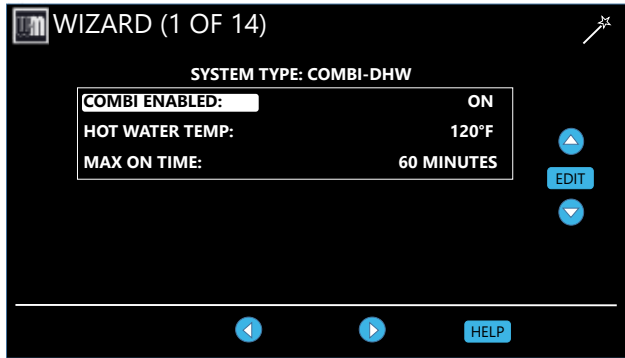 WIZARD (1 OF 14)
SYSTEM TYPE: COMBI-DHW
COMBI ENABLED: ON
HOT WATER TEMP: 120°F
MAX ON TIME: 60 MINUTES
EDIT
HELP